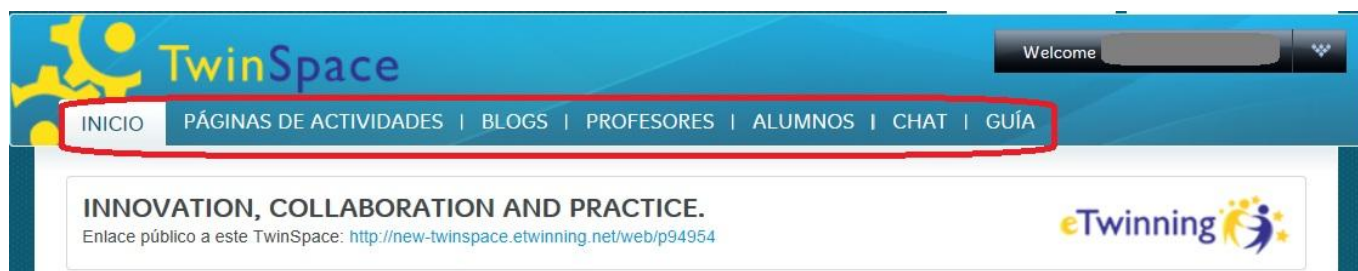 TwinSpace
Welcome
INICIO PÁGINAS DE ACTIVIDADES | BLOGS | PROFESORES | ALUMNOS | CHAT | GUÍA
INNOVATION, COLLABORATION AND PRACTICE.
Enlace público a este TwinSpace: http://new-twinspace.etwinning.net/web/p94954
eTwinning